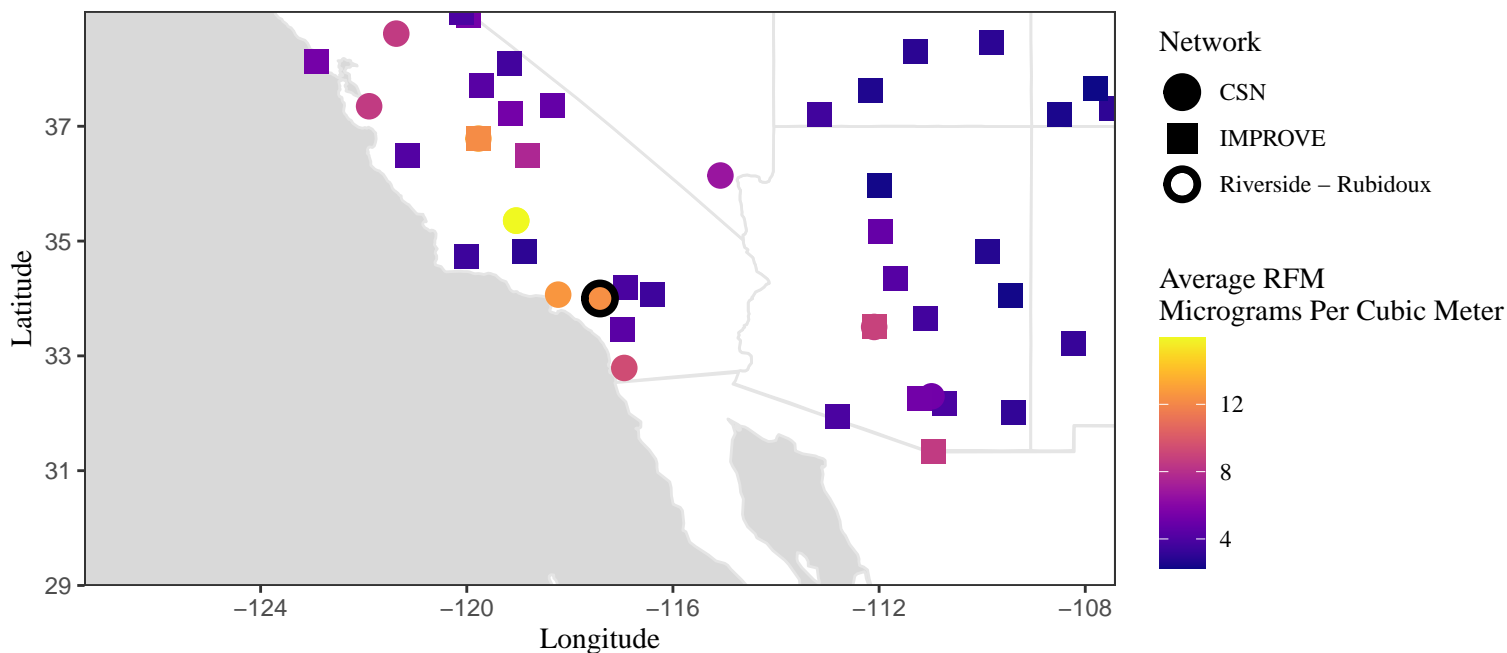 37
35
33
31
29
Latitude
−124
−120
−116
−112
−108
Longitude
Network
CSN
IMPROVE
Riverside − Rubidoux
Average RFM
Micrograms Per Cubic Meter
12
8
4